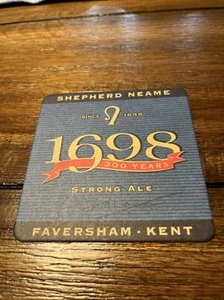 SHEPHERD NEAME
SINCE 1698
1698
300 YEARS
STRONG ALE
FAVERSHAM · KENT